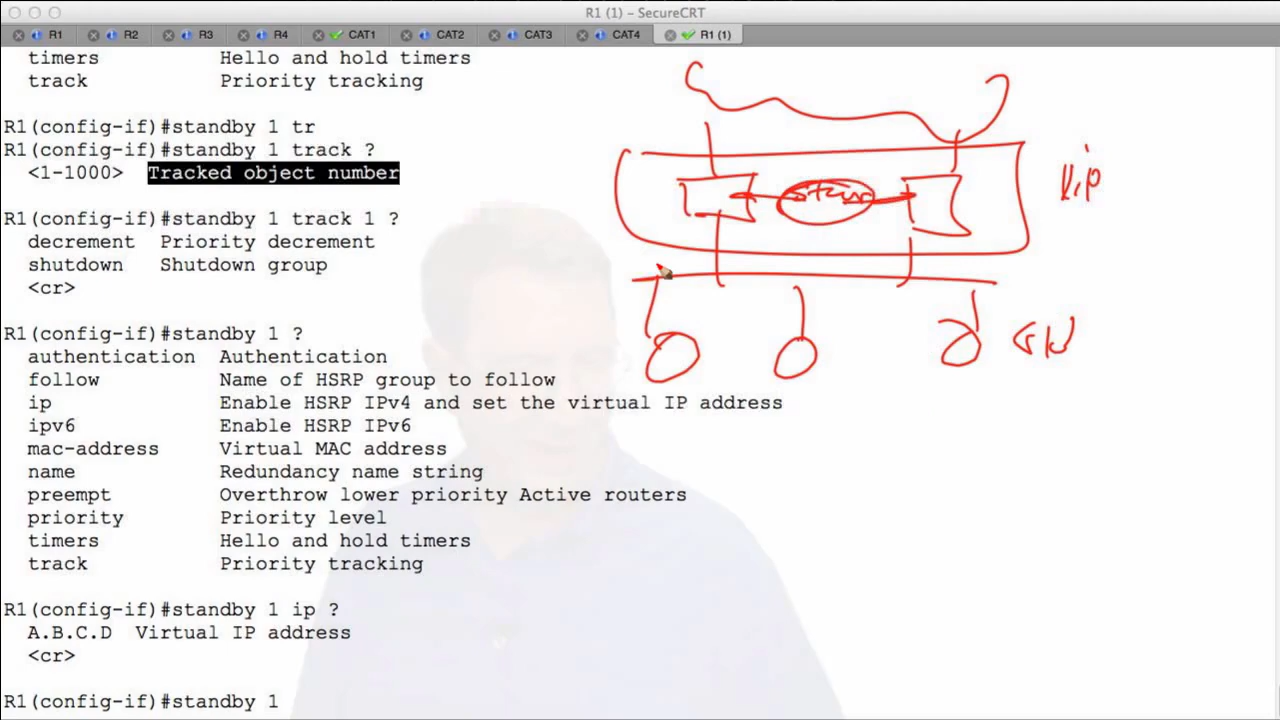 R1 (1) – SecureCRT
R1 R2 R3 R4 CAT1 CAT2 CAT3 CAT4 R1 (1)
timers Hello and hold timers
track Priority tracking
R1(config-if)#standby 1 tr
R1(config-if)#standby 1 track ?
<1-1000> Tracked object number
R1(config-if)#standby 1 track 1 ?
decrement Priority decrement
shutdown Shutdown group
<cr>
R1(config-if)#standby 1 ?
authentication Authentication
follow Name of HSRP group to follow
ip Enable HSRP IPv4 and set the virtual IP address
ipv6 Enable HSRP IPv6
mac-address Virtual MAC address
name Redundancy name string
preempt Overthrow lower priority Active routers
priority Priority level
timers Hello and hold timers
track Priority tracking
R1(config-if)#standby 1 ip ?
A.B.C.D Virtual IP address
<cr>
R1(config-if)#standby 1